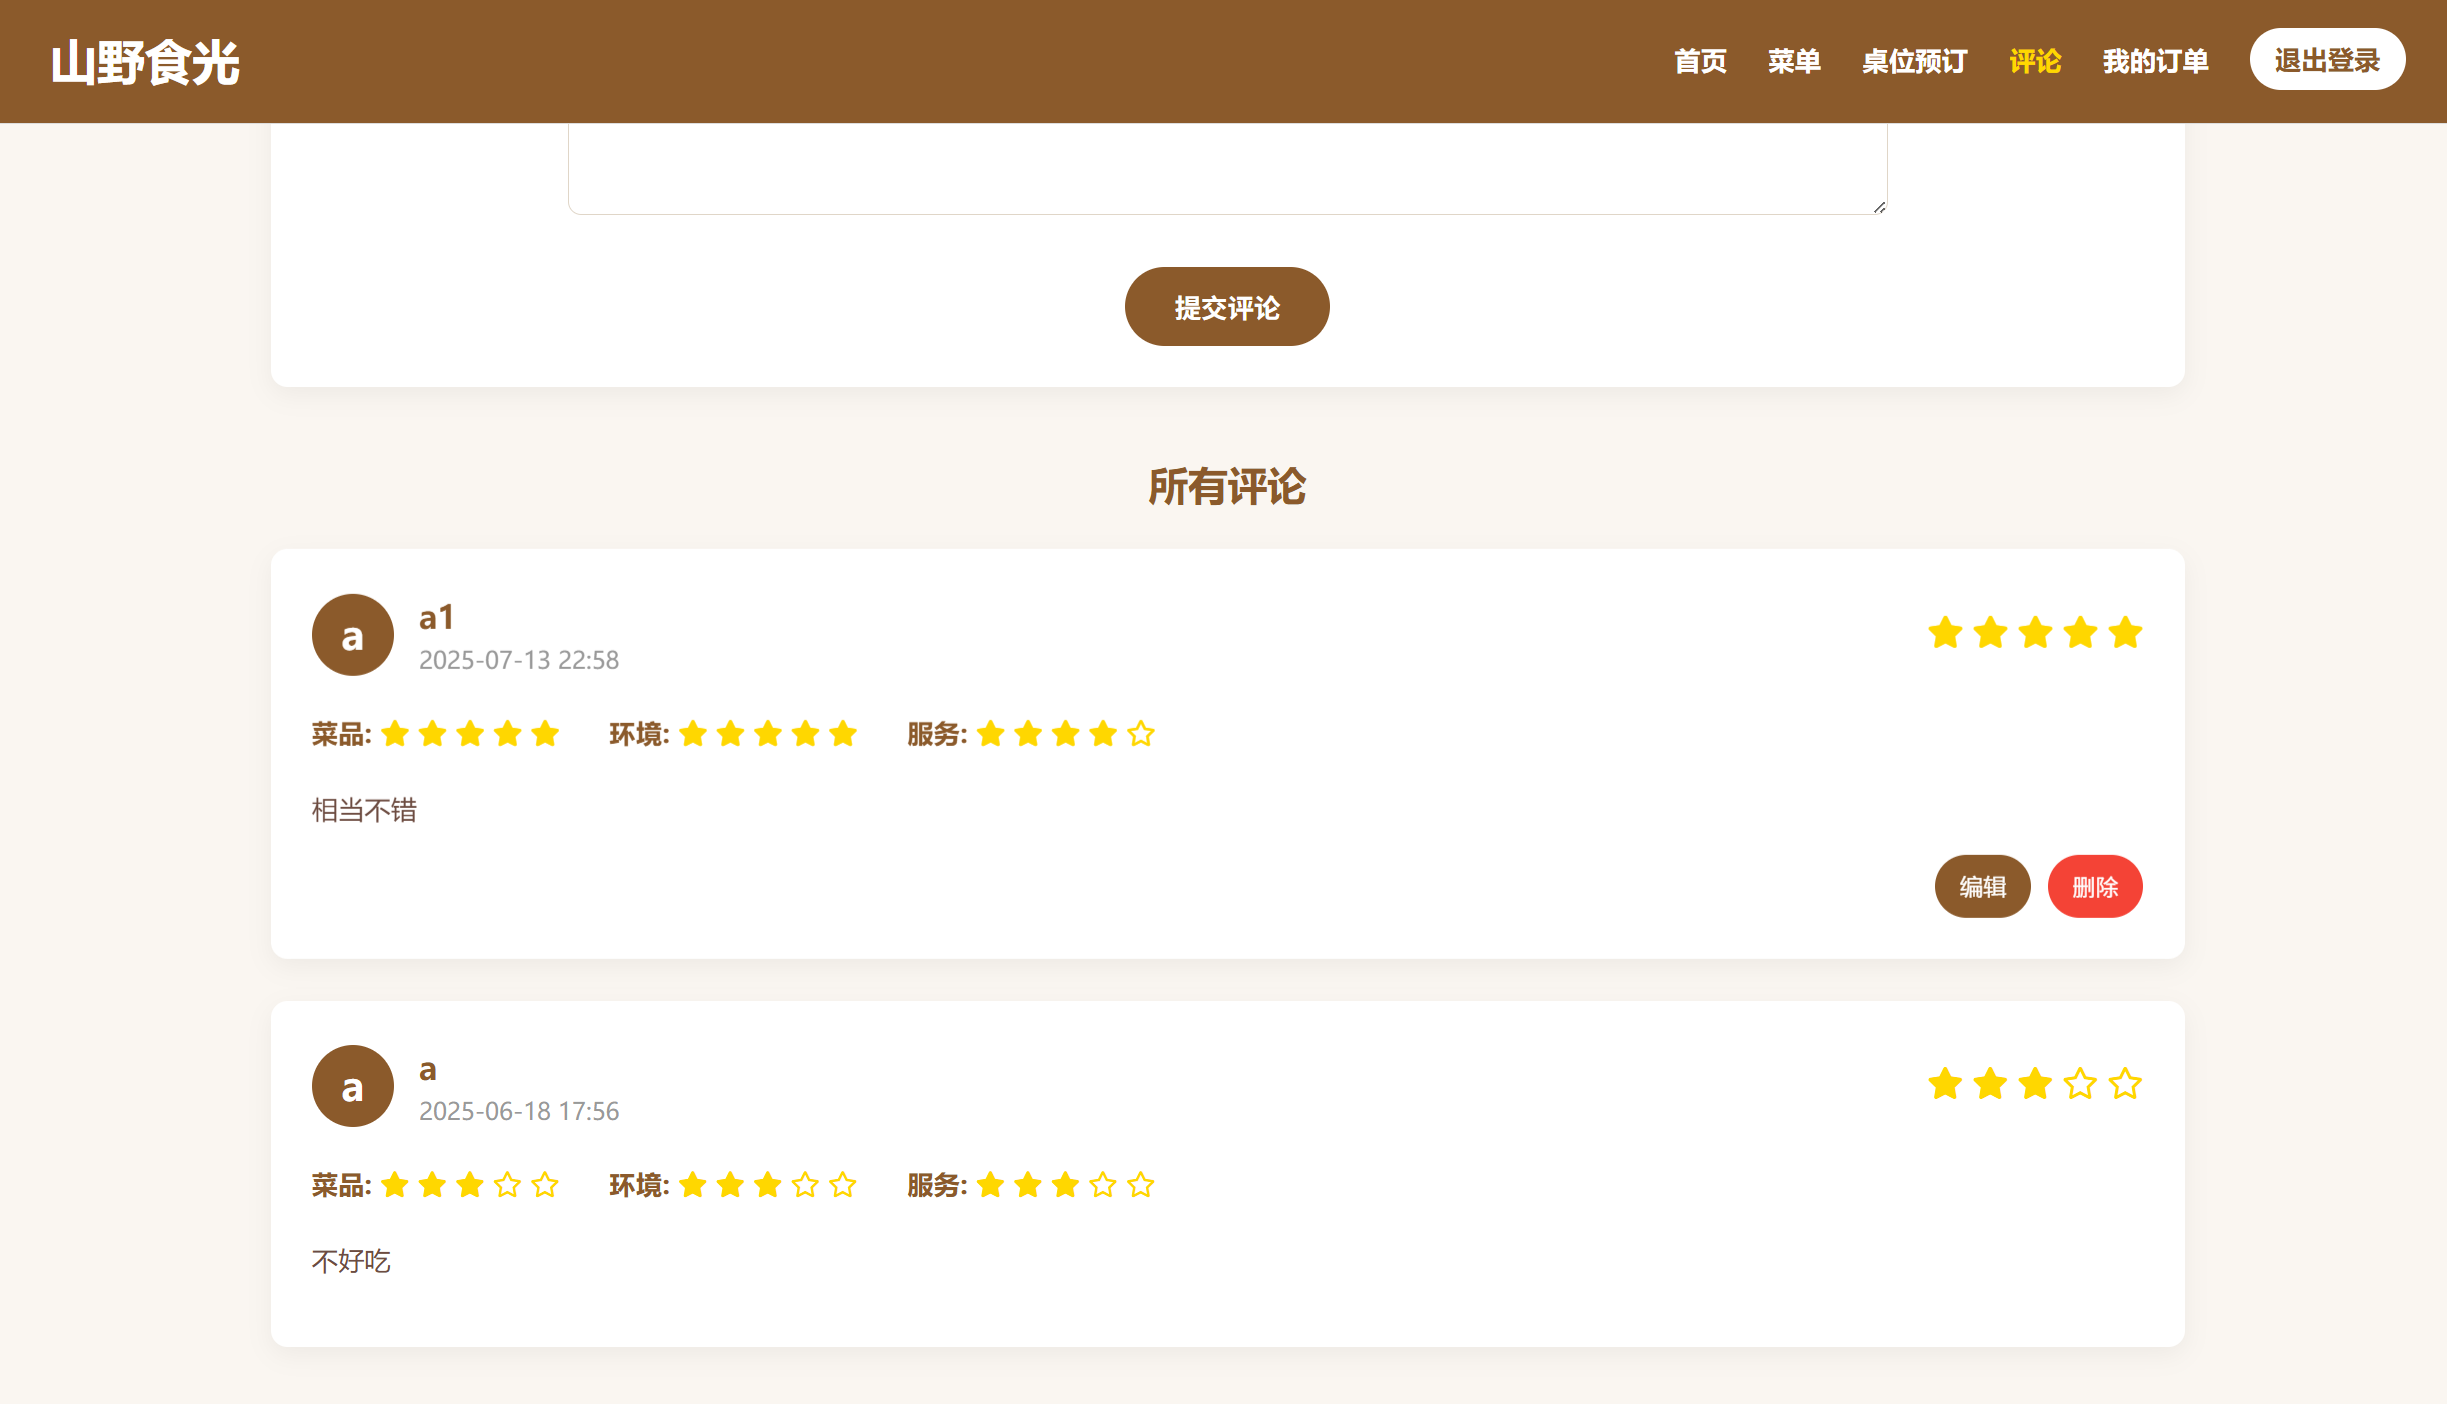 山野食光
首页 菜单 桌位预订 评论 我的订单 退出登录
提交评论
所有评论
a
a1
2025-07-13 22:58
菜品: 环境: 服务:
相当不错
编辑 删除
a
a
2025-06-18 17:56
菜品: 环境: 服务:
不好吃